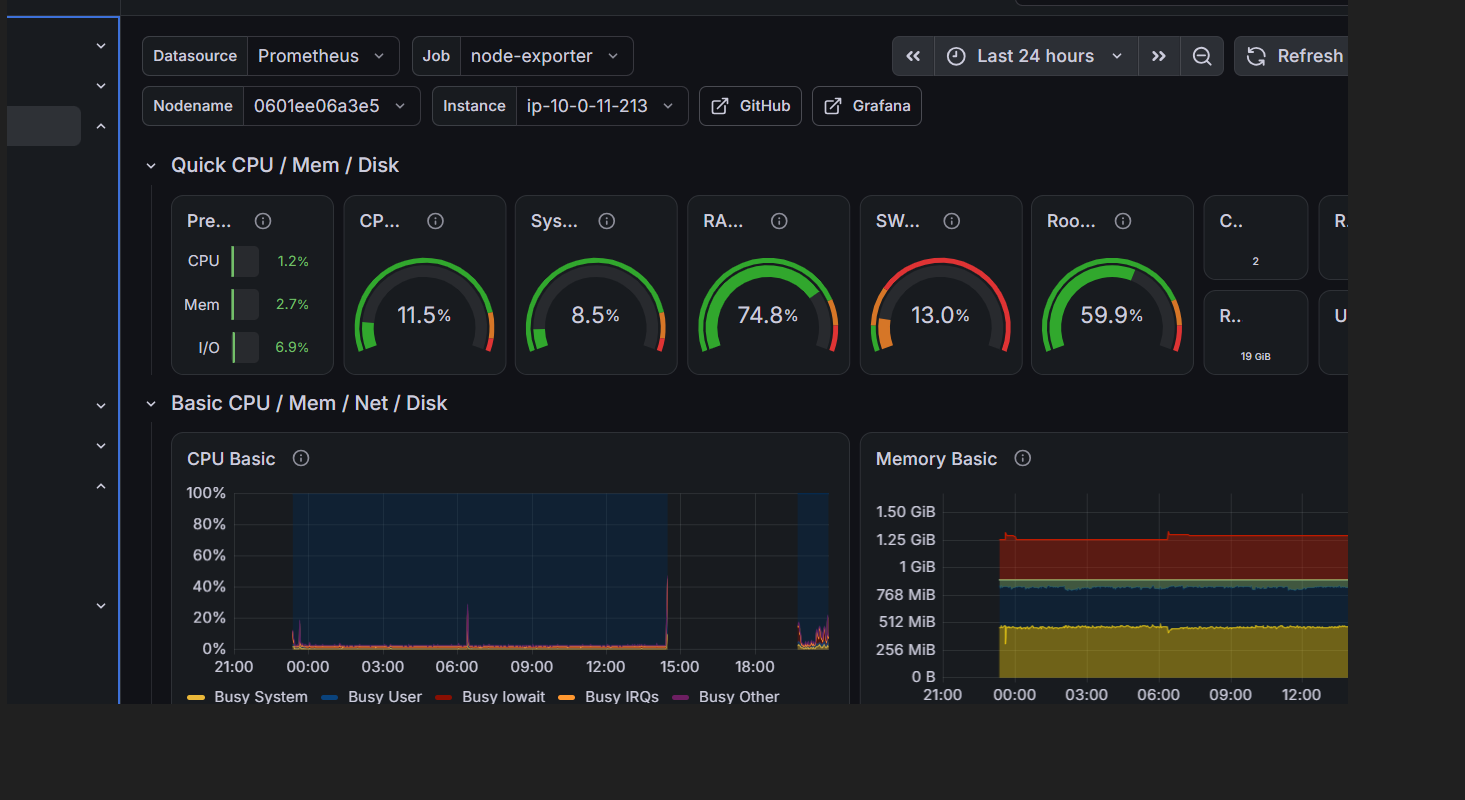 Datasource Prometheus Job node-exporter Last 24 hours Refresh
Nodename 0601ee06a3e5 Instance ip-10-0-11-213 GitHub Grafana
Quick CPU / Mem / Disk
Pre... CP... Sys... RA... SW... Roo... C.. R.
CPU 1.2%
Mem 2.7%
I/O 6.9%
11.5% 8.5% 74.8% 13.0% 59.9%
2
R.. U
19 GiB
Basic CPU / Mem / Net / Disk
CPU Basic
100%
80%
60%
40%
20%
0%
21:00 00:00 03:00 06:00 09:00 12:00 15:00 18:00
Busy System Busy User Busy Iowait Busy IRQs Busy Other
Memory Basic
1.50 GiB
1.25 GiB
1 GiB
768 MiB
512 MiB
256 MiB
0 B
21:00 00:00 03:00 06:00 09:00 12:00